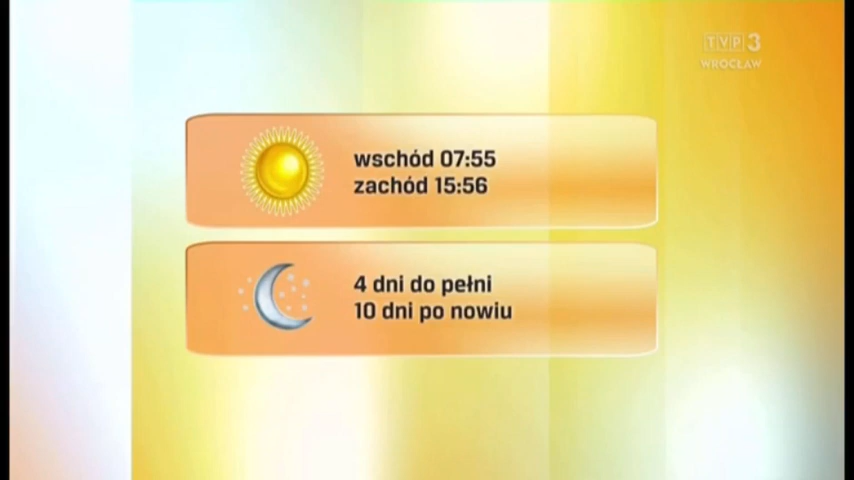 TVP3
WROCŁAW
wschód 07:55
zachód 15:56
4 dni do pełni
10 dni po nowiu